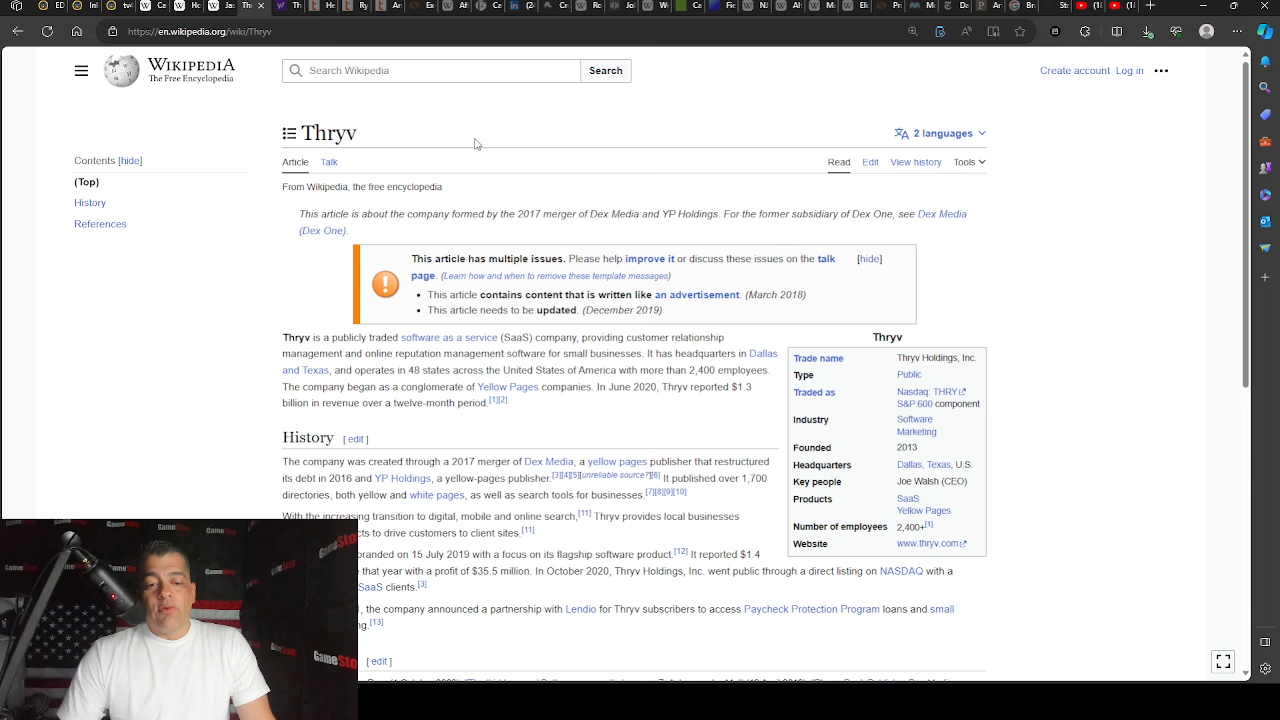 https://en.wikipedia.org/wiki/Thryv
WIKIPEDIA
The Free Encyclopedia
Search Wikipedia
Search
Create account Log in
Thryv
2 languages
Contents [hide]
(Top)
History
References
Article Talk
Read Edit View history Tools
From Wikipedia, the free encyclopedia
This article is about the company formed by the 2017 merger of Dex Media and YP Holdings. For the former subsidiary of Dex One, see Dex Media
(Dex One).
This article has multiple issues. Please help improve it or discuss these issues on the talk [hide]
page. (Learn how and when to remove these template messages)
• This article contains content that is written like an advertisement. (March 2018)
• This article needs to be updated. (December 2019)
Thryv is a publicly traded software as a service (SaaS) company, providing customer relationship
management and online reputation management software for small businesses. It has headquarters in Dallas
and Texas, and operates in 48 states across the United States of America with more than 2,400 employees.
The company began as a conglomerate of Yellow Pages companies. In June 2020, Thryv reported $1.3
billion in revenue over a twelve-month period.[1][2]
Thryv
Trade name Thryv Holdings, Inc.
Type Public
Traded as Nasdaq: THRY
S&P 600 component
Industry Software
Marketing
Founded 2013
Headquarters Dallas, Texas, U.S.
Key people Joe Walsh (CEO)
Products SaaS
Yellow Pages
Number of employees 2,400+[1]
Website www.thryv.com
History [ edit ]
The company was created through a 2017 merger of Dex Media, a yellow pages publisher that restructured
its debt in 2016 and YP Holdings, a yellow-pages publisher.[3][4][5][unreliable source?][6] It published over 1,700
directories, both yellow and white pages, as well as search tools for businesses.[7][8][9][10]
With the increasing transition to digital, mobile and online search,[11] Thryv provides local businesses
cts to drive customers to client sites.[11]
randed on 15 July 2019 with a focus on its flagship software product.[12] It reported $1.4
that year with a profit of $35.5 million. In October 2020, Thryv Holdings, Inc. went public through a direct listing on NASDAQ with a
SaaS clients.[3]
, the company announced a partnership with Lendio for Thryv subscribers to access Paycheck Protection Program loans and small
g.[13]
[ edit ]
GameStop